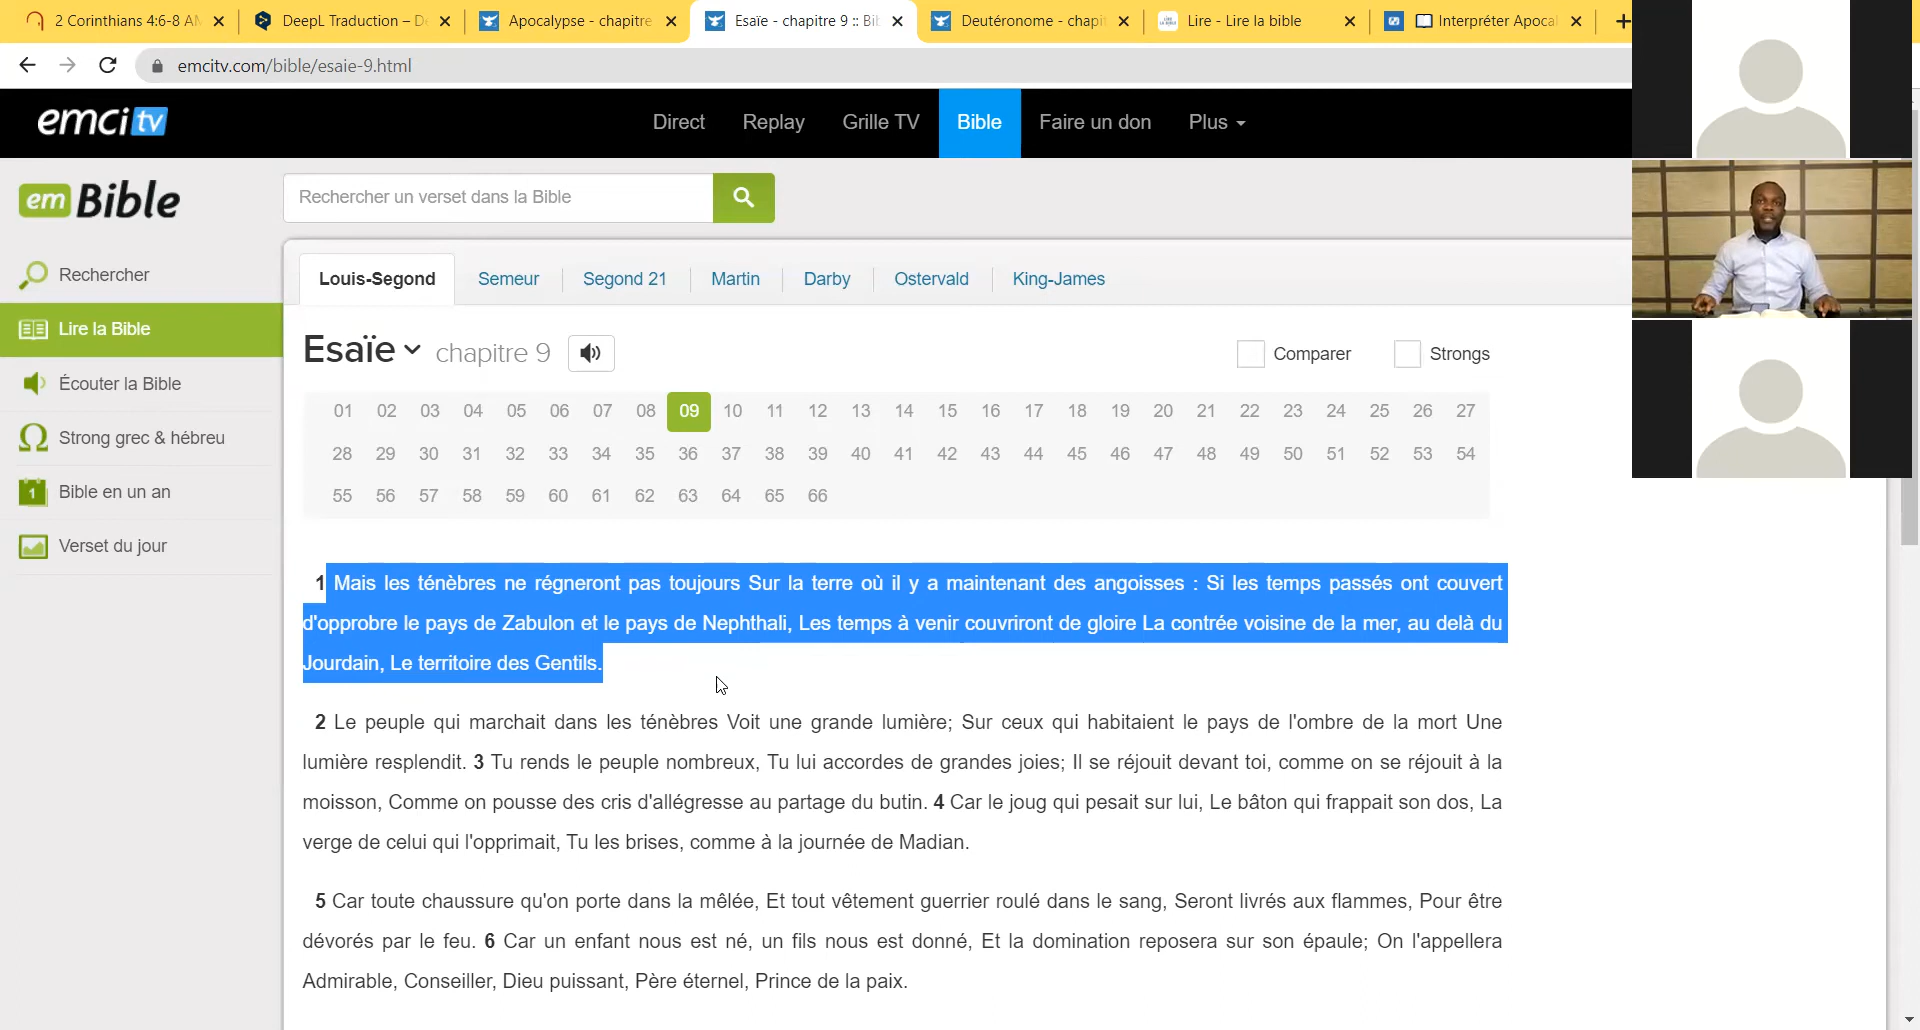 2 Corinthians 4:6-8 AM
DeepL Traduction – De
Apocalypse - chapitre
Esaïe - chapitre 9 :: Bib
Deutéronome - chapit
Lire - Lire la bible
Interpréter Apocal
emcitv.com/bible/esaie-9.html
emci tv
Direct
Replay
Grille TV
Bible
Faire un don
Plus
em Bible
Rechercher un verset dans la Bible
Rechercher
Lire la Bible
Écouter la Bible
Strong grec & hébreu
1 Bible en un an
Verset du jour
Louis-Segond
Semeur
Segond 21
Martin
Darby
Ostervald
King-James
Esaïe chapitre 9
Comparer
Strongs
01 02 03 04 05 06 07 08 09 10 11 12 13 14 15 16 17 18 19 20 21 22 23 24 25 26 27
28 29 30 31 32 33 34 35 36 37 38 39 40 41 42 43 44 45 46 47 48 49 50 51 52 53 54
55 56 57 58 59 60 61 62 63 64 65 66
1 Mais les ténèbres ne régneront pas toujours Sur la terre où il y a maintenant des angoisses : Si les temps passés ont couvert
d'opprobre le pays de Zabulon et le pays de Nephthali, Les temps à venir couvriront de gloire La contrée voisine de la mer, au delà du
Jourdain, Le territoire des Gentils.
2 Le peuple qui marchait dans les ténèbres Voit une grande lumière; Sur ceux qui habitaient le pays de l'ombre de la mort Une
lumière resplendit. 3 Tu rends le peuple nombreux, Tu lui accordes de grandes joies; Il se réjouit devant toi, comme on se réjouit à la
moisson, Comme on pousse des cris d'allégresse au partage du butin. 4 Car le joug qui pesait sur lui, Le bâton qui frappait son dos, La
verge de celui qui l'opprimait, Tu les brises, comme à la journée de Madian.
5 Car toute chaussure qu'on porte dans la mêlée, Et tout vêtement guerrier roulé dans le sang, Seront livrés aux flammes, Pour être
dévorés par le feu. 6 Car un enfant nous est né, un fils nous est donné, Et la domination reposera sur son épaule; On l'appellera
Admirable, Conseiller, Dieu puissant, Père éternel, Prince de la paix.